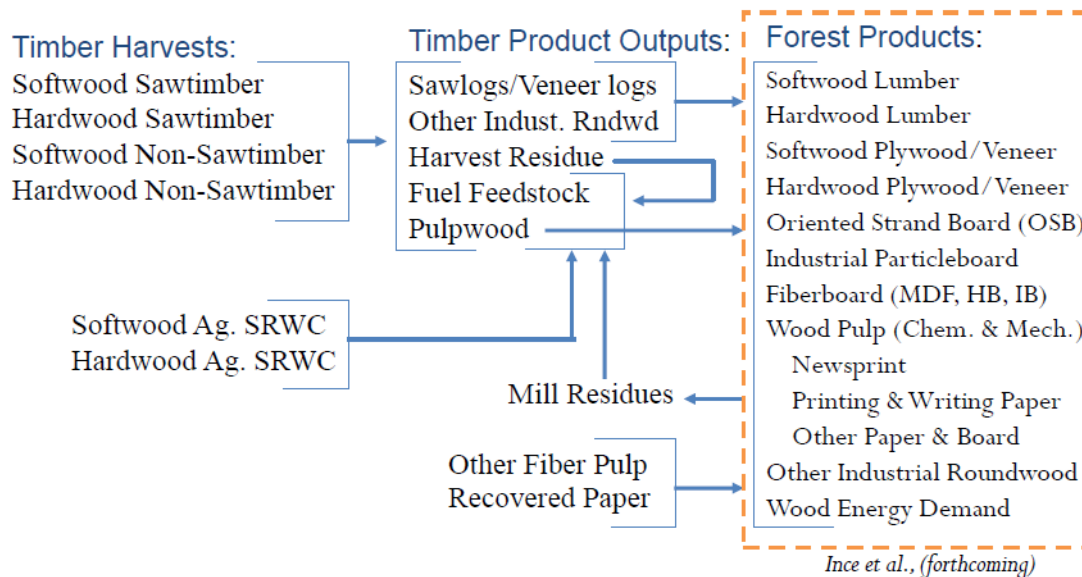 Timber Harvests:
Softwood Sawtimber
Hardwood Sawtimber
Softwood Non-Sawtimber
Hardwood Non-Sawtimber
Softwood Ag. SRWC
Hardwood Ag. SRWC
Timber Product Outputs:
Sawlogs/Veneer logs
Other Indust. Rndwd
Harvest Residue
Fuel Feedstock
Pulpwood
Mill Residues
Other Fiber Pulp
Recovered Paper
Forest Products:
Softwood Lumber
Hardwood Lumber
Softwood Plywood/Veneer
Hardwood Plywood/Veneer
Oriented Strand Board (OSB)
Industrial Particleboard
Fiberboard (MDF, HB, IB)
Wood Pulp (Chem. & Mech.)
Newsprint
Printing & Writing Paper
Other Paper & Board
Other Industrial Roundwood
Wood Energy Demand
Ince et al., (forthcoming)